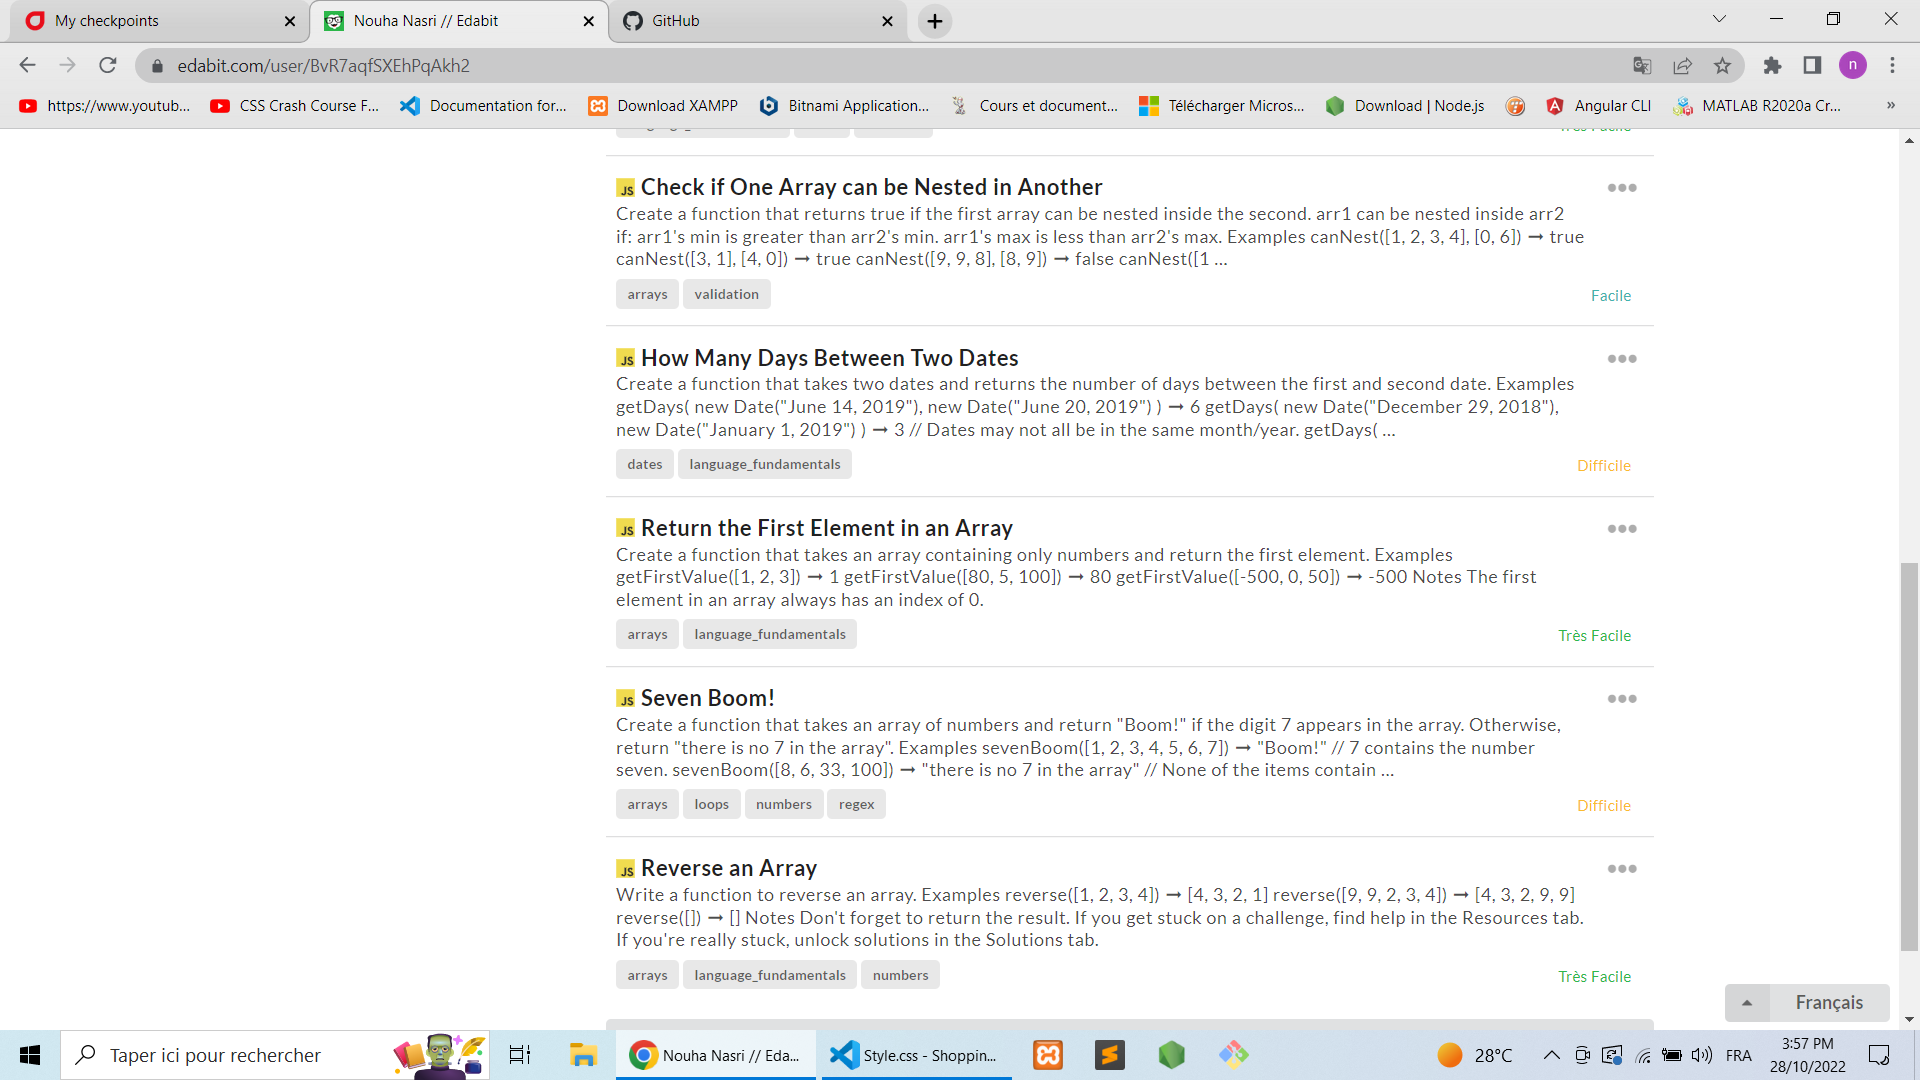 My checkpoints
Nouha Nasri // Edabit
GitHub
edabit.com/user/BvR7aqfSXEhPqAkh2
n
https://www.youtub...
CSS Crash Course F...
Documentation for...
Download XAMPP
Bitnami Application...
Cours et document...
Télécharger Micros...
Download | Node.js
Angular CLI
MATLAB R2020a Cr...
»
Très Facile
JS Check if One Array can be Nested in Another
Create a function that returns true if the first array can be nested inside the second. arr1 can be nested inside arr2
if: arr1's min is greater than arr2's min. arr1's max is less than arr2's max. Examples canNest([1, 2, 3, 4], [0, 6]) ➞ true
canNest([3, 1], [4, 0]) ➞ true canNest([9, 9, 8], [8, 9]) ➞ false canNest([1 ...
arrays validation
Facile
JS How Many Days Between Two Dates
Create a function that takes two dates and returns the number of days between the first and second date. Examples
getDays( new Date("June 14, 2019"), new Date("June 20, 2019") ) ➞ 6 getDays( new Date("December 29, 2018"),
new Date("January 1, 2019") ) ➞ 3 // Dates may not all be in the same month/year. getDays( ...
dates language_fundamentals
Difficile
JS Return the First Element in an Array
Create a function that takes an array containing only numbers and return the first element. Examples
getFirstValue([1, 2, 3]) ➞ 1 getFirstValue([80, 5, 100]) ➞ 80 getFirstValue([-500, 0, 50]) ➞ -500 Notes The first
element in an array always has an index of 0.
arrays language_fundamentals
Très Facile
JS Seven Boom!
Create a function that takes an array of numbers and return "Boom!" if the digit 7 appears in the array. Otherwise,
return "there is no 7 in the array". Examples sevenBoom([1, 2, 3, 4, 5, 6, 7]) ➞ "Boom!" // 7 contains the number
seven. sevenBoom([8, 6, 33, 100]) ➞ "there is no 7 in the array" // None of the items contain ...
arrays loops numbers regex
Difficile
JS Reverse an Array
Write a function to reverse an array. Examples reverse([1, 2, 3, 4]) ➞ [4, 3, 2, 1] reverse([9, 9, 2, 3, 4]) ➞ [4, 3, 2, 9, 9]
reverse([]) ➞ [] Notes Don't forget to return the result. If you get stuck on a challenge, find help in the Resources tab.
If you're really stuck, unlock solutions in the Solutions tab.
arrays language_fundamentals numbers
Très Facile
Français
Taper ici pour rechercher
Nouha Nasri // Eda...
Style.css - Shoppin...
28°C
FRA
3:57 PM
28/10/2022